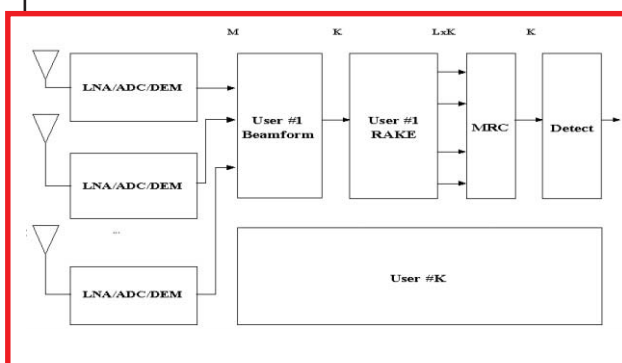 M K LxK K
LNA/ADC/DEM
User #1
Beamform
User #1
RAKE
MRC
Detect
LNA/ADC/DEM
LNA/ADC/DEM
User #K